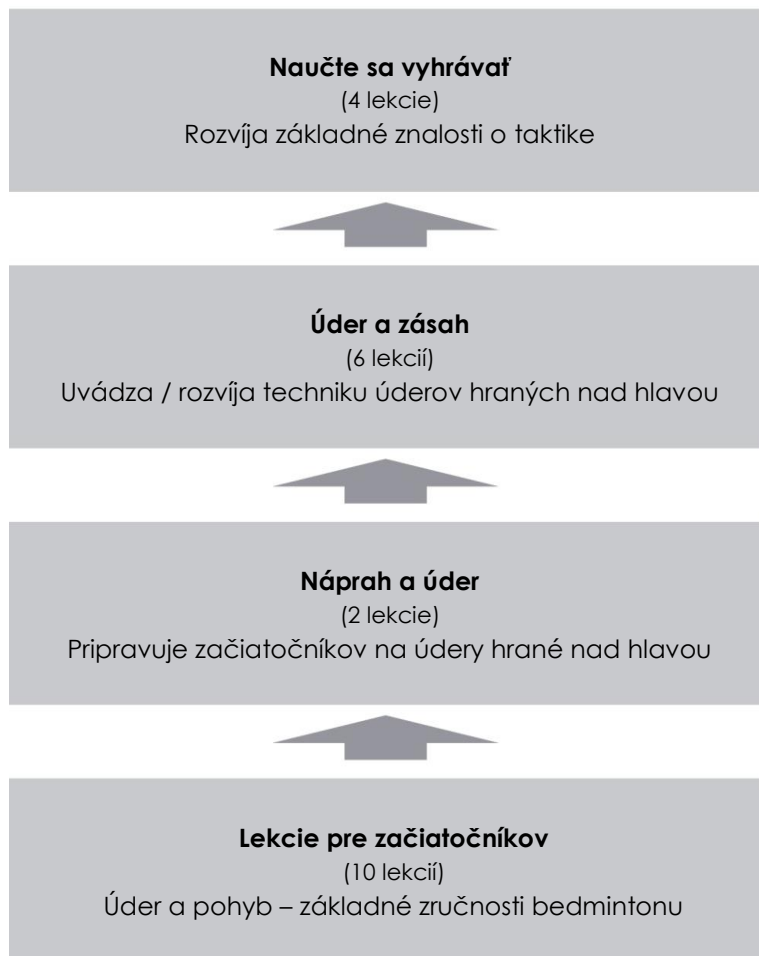 Naučte sa vyhrávať
(4 lekcie)
Rozvíja základné znalosti o taktike
Úder a zásah
(6 lekcií)
Uvádza / rozvíja techniku úderov hraných nad hlavou
Náprah a úder
(2 lekcie)
Pripravuje začiatočníkov na údery hrané nad hlavou
Lekcie pre začiatočníkov
(10 lekcií)
Úder a pohyb – základné zručnosti bedmintonu